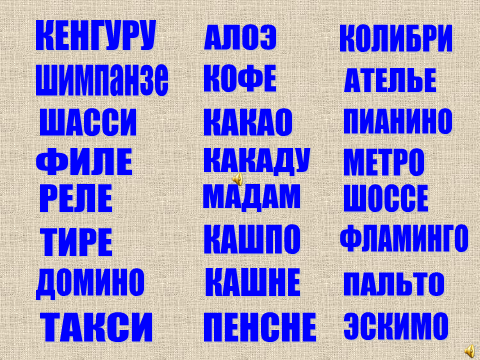 КЕНГУРУ
ШИМПАНЗЕ
ШАССИ
ФИЛЕ
РЕЛЕ
ТИРЕ
ДОМИНО
ТАКСИ
АЛОЭ
КОФЕ
КАКАО
КАКАДУ
МАДАМ
КАШПО
КАШНЕ
ПЕНСНЕ
КОЛИБРИ
АТЕЛЬЕ
ПИАНИНО
МЕТРО
ШОССЕ
ФЛАМИНГО
ПАЛЬТО
ЭСКИМО